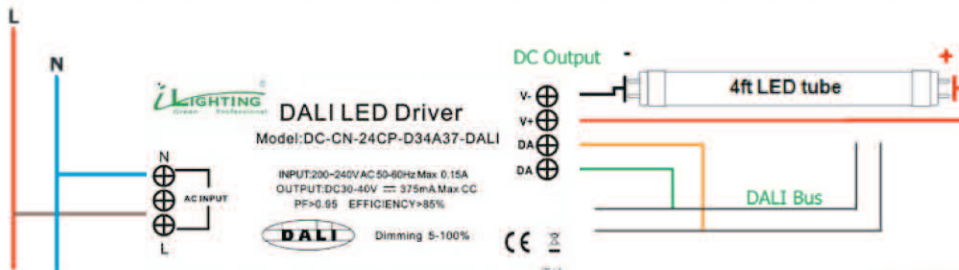 L
N
iLIGHTING®
Green Professional
DALI LED Driver
Model:DC-CN-24CP-D34A37-DALI
INPUT:200~240VAC 50-60Hz Max 0.15A
OUTPUT:DC30-40V ⎓ 375mA Max CC
PF>0.95 EFFICIENCY>85%
DALI
Dimming 5-100%
N
AC INPUT
L
DC Output
-
+
V-
V+
DA
DA
4ft LED tube
DALI Bus
CE